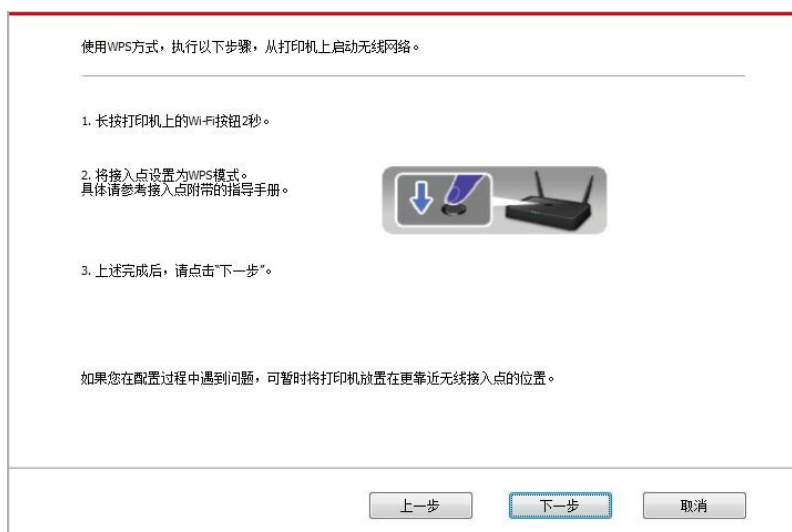 使用WPS方式，执行以下步骤，从打印机上启动无线网络。
1. 长按打印机上的Wi-Fi按钮2秒。
2. 将接入点设置为WPS模式。
具体请参考接入点附带的指导手册。
3. 上述完成后，请点击"下一步"。
如果您在配置过程中遇到问题，可暂时将打印机放置在更靠近无线接入点的位置。
上一步
下一步
取消